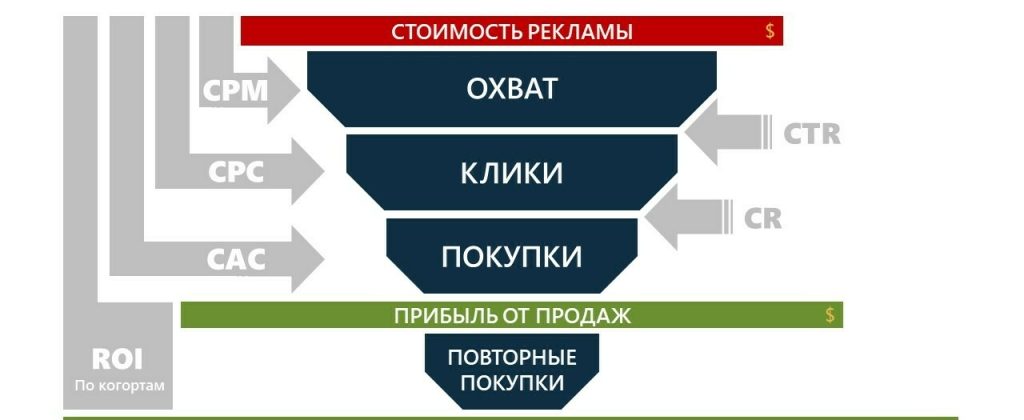 СТОИМОСТЬ РЕКЛАМЫ $
ОХВАТ
CPM
CTR
КЛИКИ
CPC
CR
ПОКУПКИ
CAC
ПРИБЫЛЬ ОТ ПРОДАЖ $
ROI
По когортам
ПОВТОРНЫЕ
ПОКУПКИ